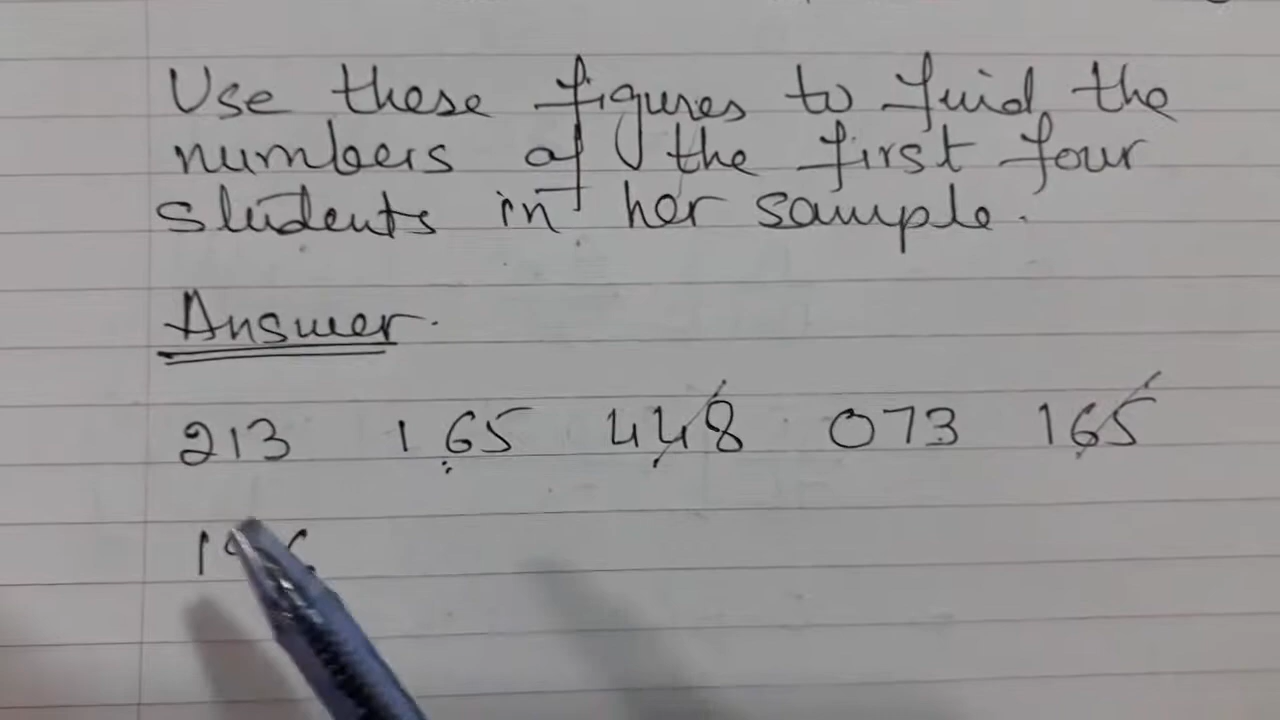 Use these figures to find the
numbers of the first four
students in her sample.
Answer.
213 165 448 073 165